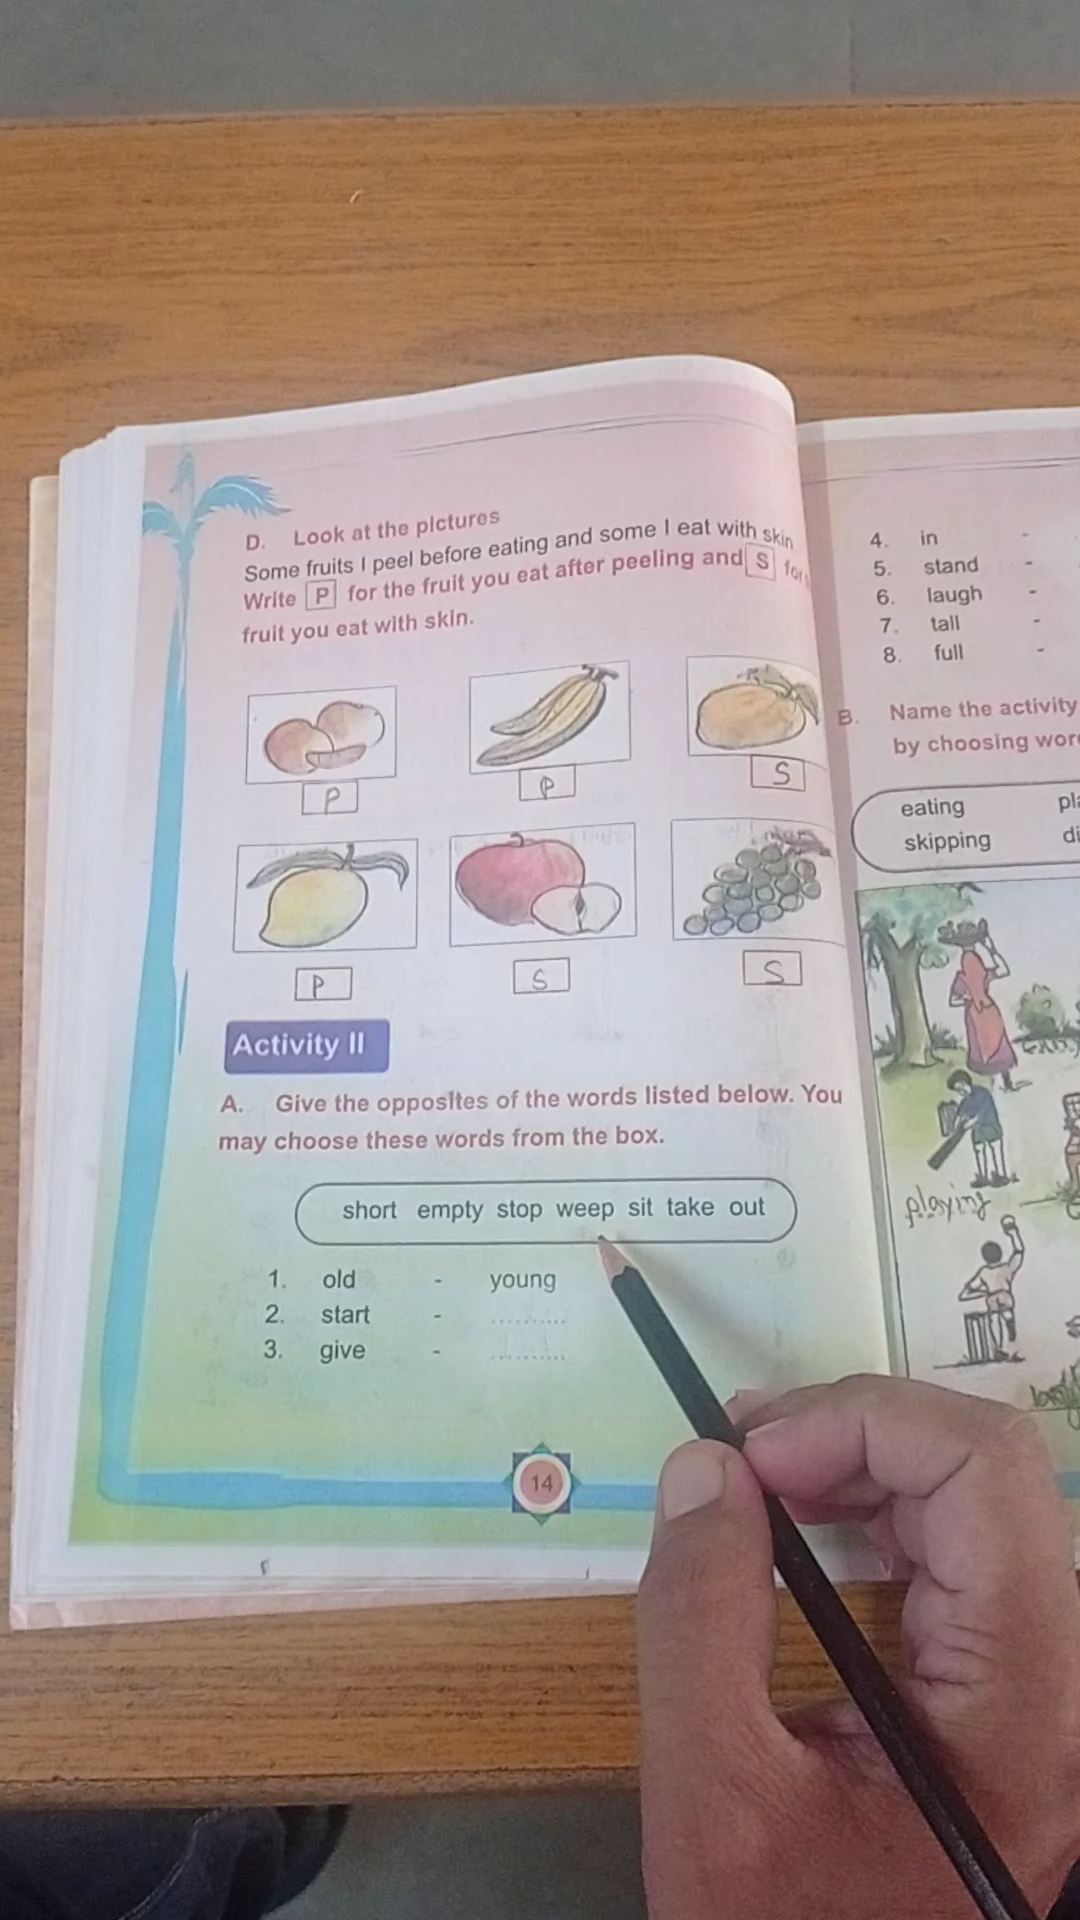 D. Look at the pictures
Some fruits I peel before eating and some I eat with skin
Write P for the fruit you eat after peeling and S for
fruit you eat with skin.
P P S
P S S
Activity II
A. Give the opposites of the words listed below. You
may choose these words from the box.
short empty stop weep sit take out
1. old - young
2. start - ..........
3. give - ..........
14
4. in -
5. stand -
6. laugh -
7. tall -
8. full -
B. Name the activity
by choosing
eating
skipping
playing